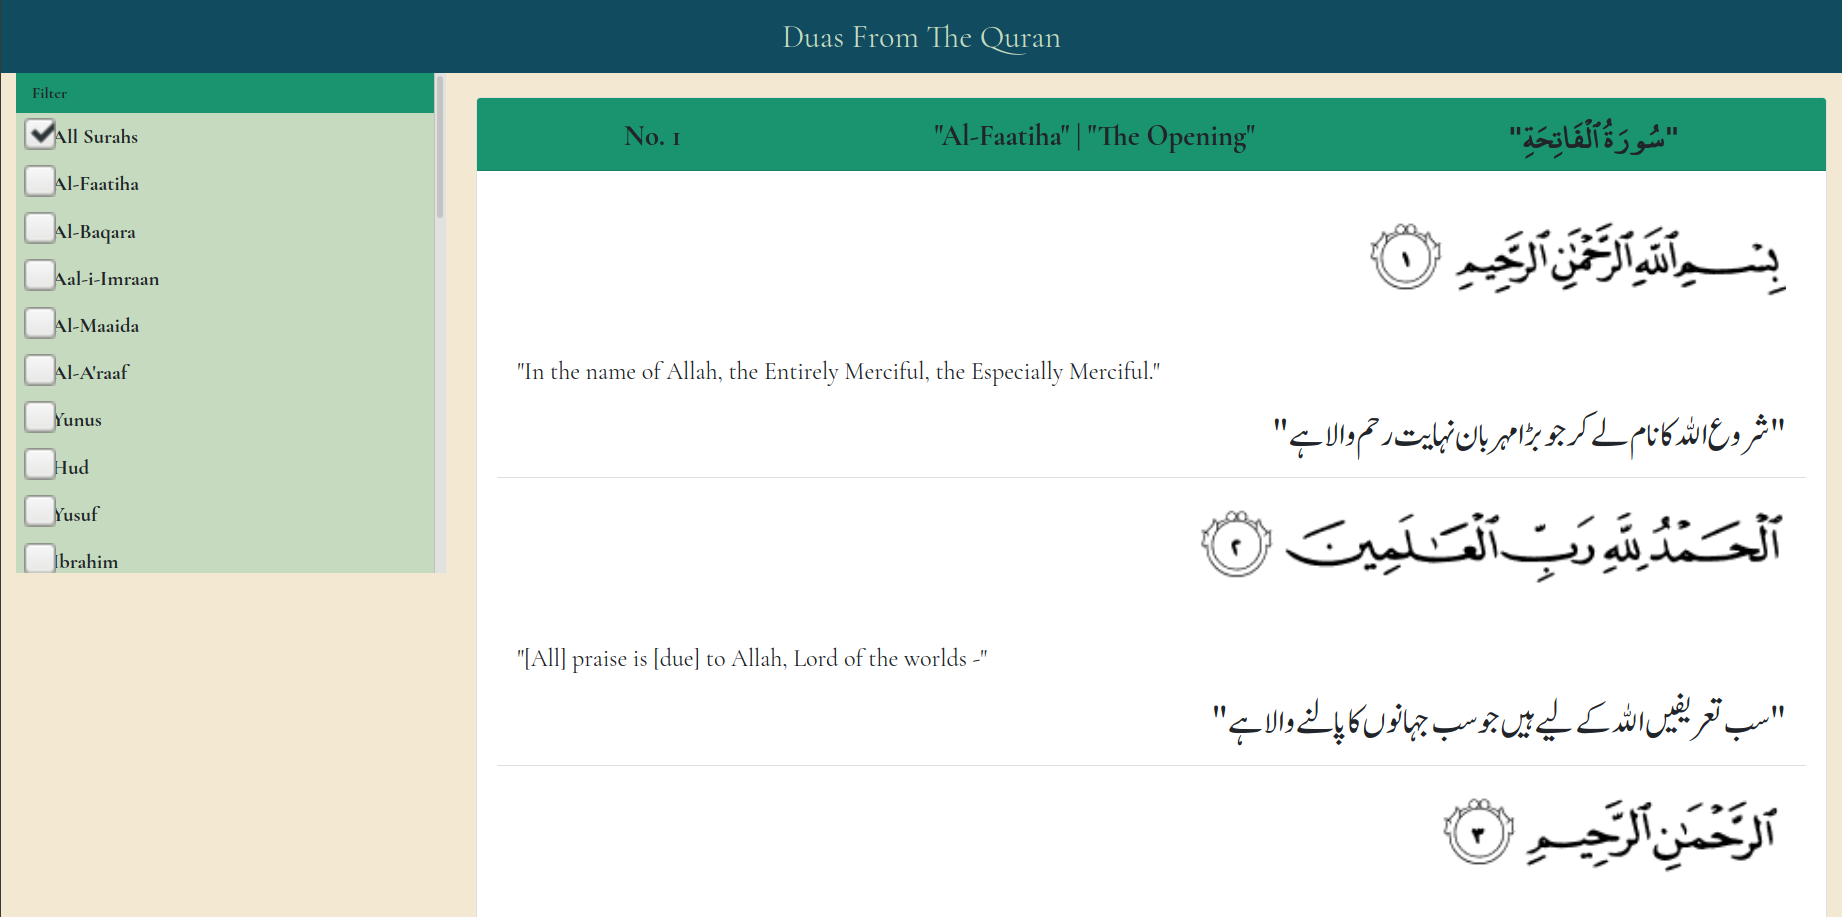 Duas From The Quran
Filter
All Surahs
Al-Faatiha
Al-Baqara
Aal-i-Imraan
Al-Maaida
Al-A'raaf
Yunus
Hud
Yusuf
Ibrahim
No. 1 "Al-Faatiha" | "The Opening" "سُورَةُ ٱلْفَاتِحَةِ"
بِسْمِ ٱللَّهِ ٱلرَّحْمَٰنِ ٱلرَّحِيمِ ١
"In the name of Allah, the Entirely Merciful, the Especially Merciful."
"شروع الله کا نام لے کر جو بڑا مہربان نہایت رحم والا ہے"
ٱلْحَمْدُ لِلَّهِ رَبِّ ٱلْعَـٰلَمِينَ ٢
"[All] praise is [due] to Allah, Lord of the worlds -"
"سب تعریفیں الله کے لیے ہیں جو سب جہانوں کا پالنے والا ہے"
ٱلرَّحْمَـٰنِ ٱلرَّحِيمِ ٣